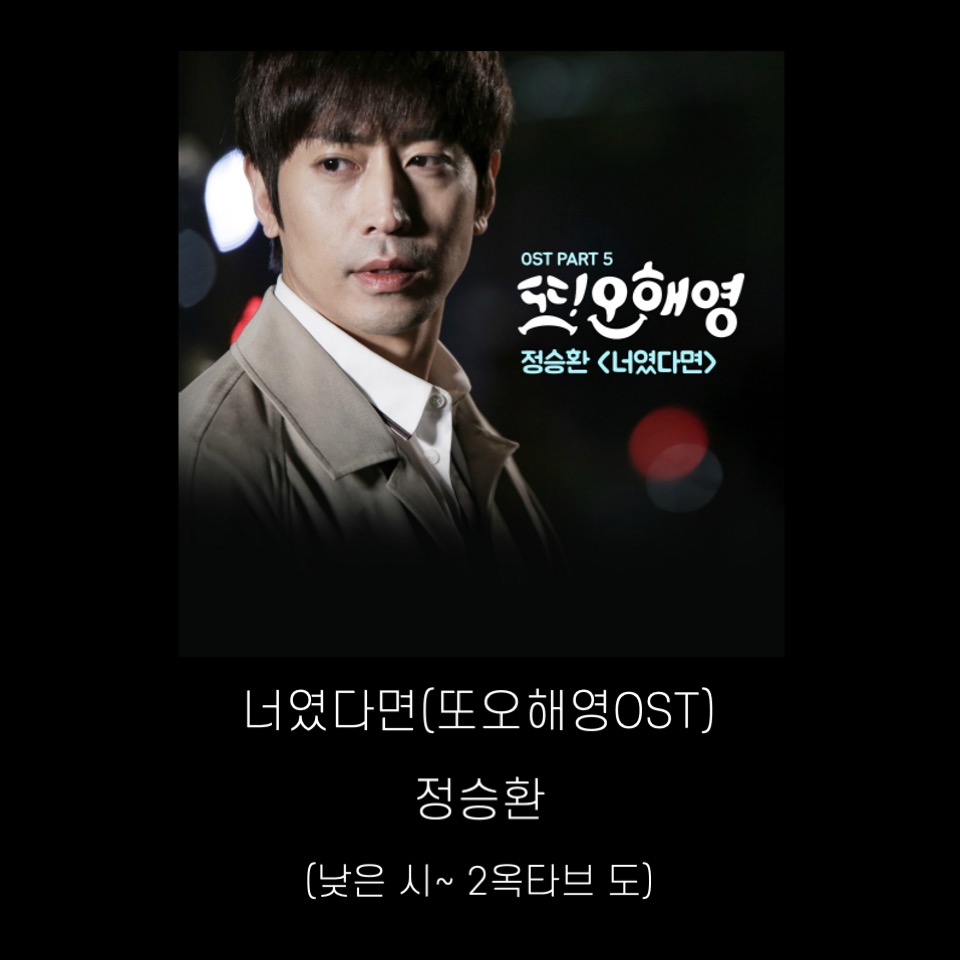 OST PART 5
또!오해영
정승환 <너였다면>
너였다면(또오해영OST)
정승환
(낮은 시~ 2옥타브 도)